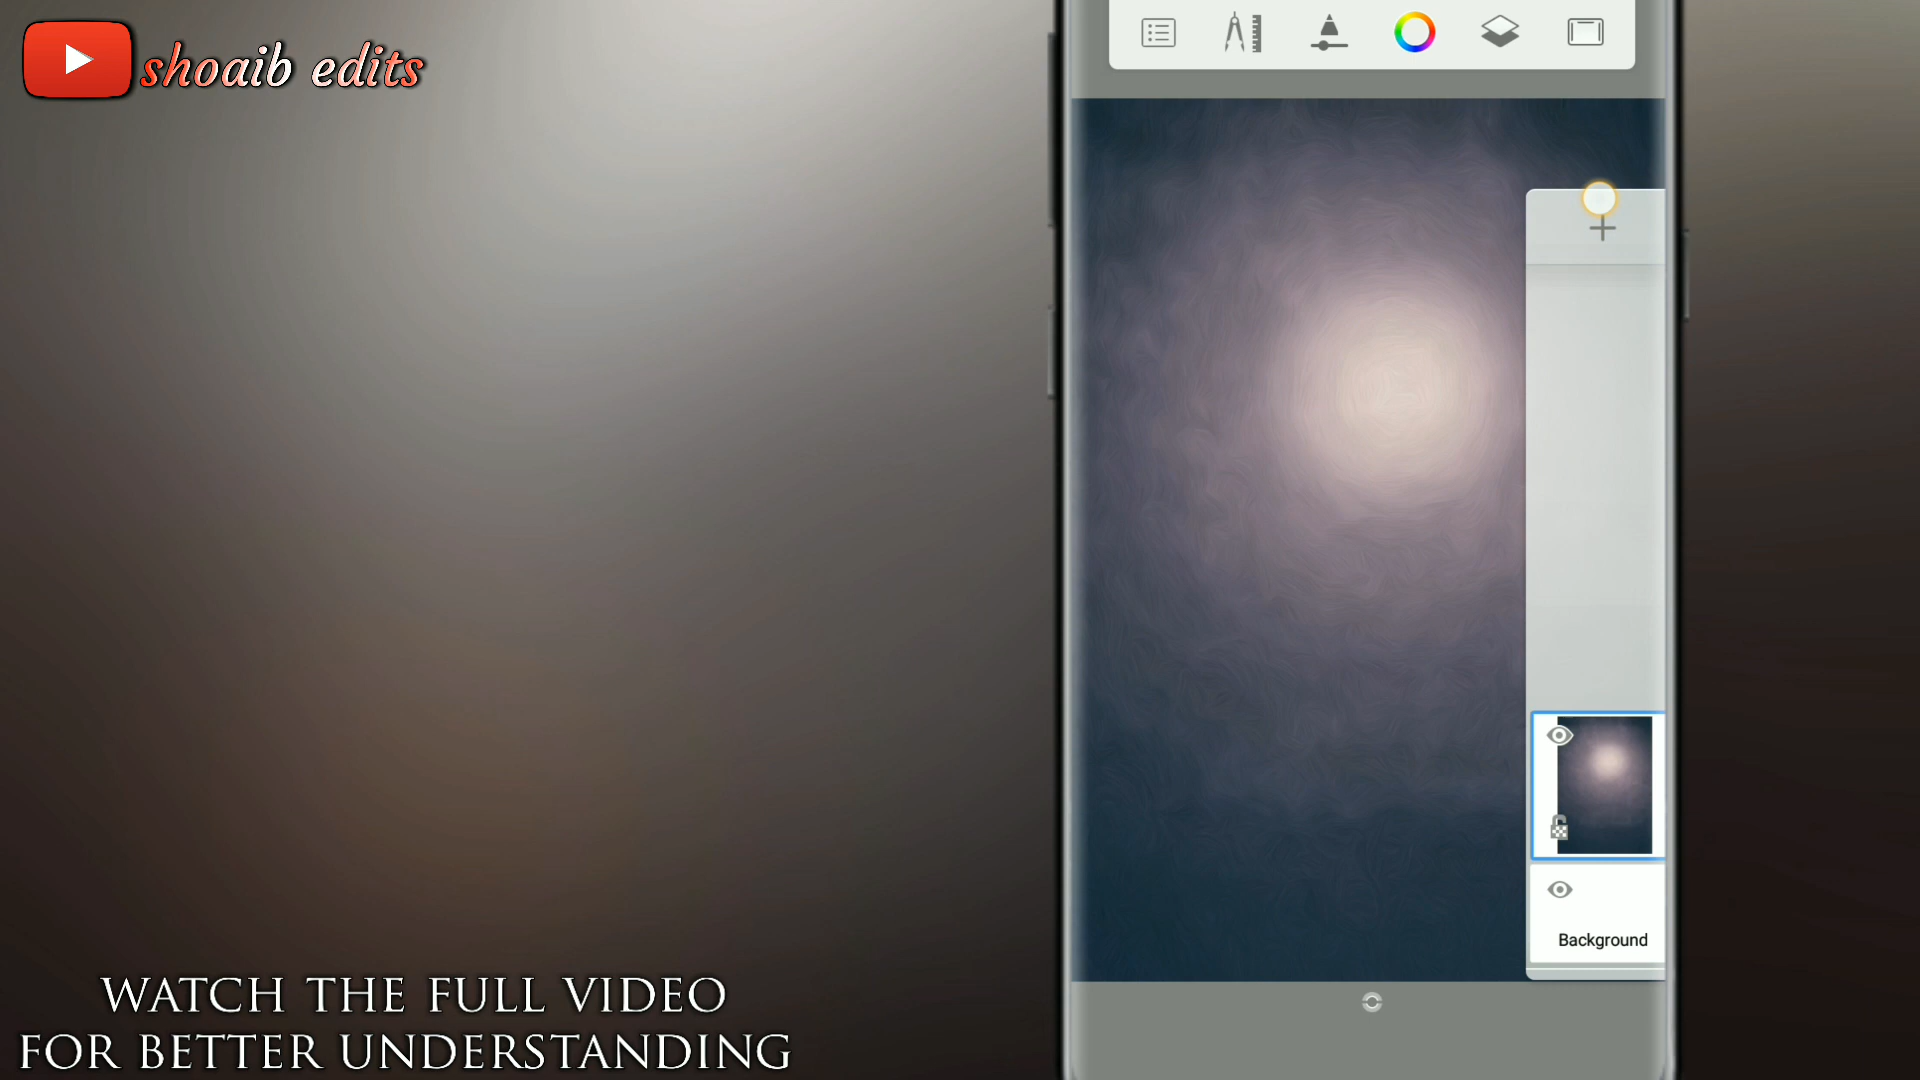 shoaib edits
Background
WATCH THE FULL VIDEO
FOR BETTER UNDERSTANDING